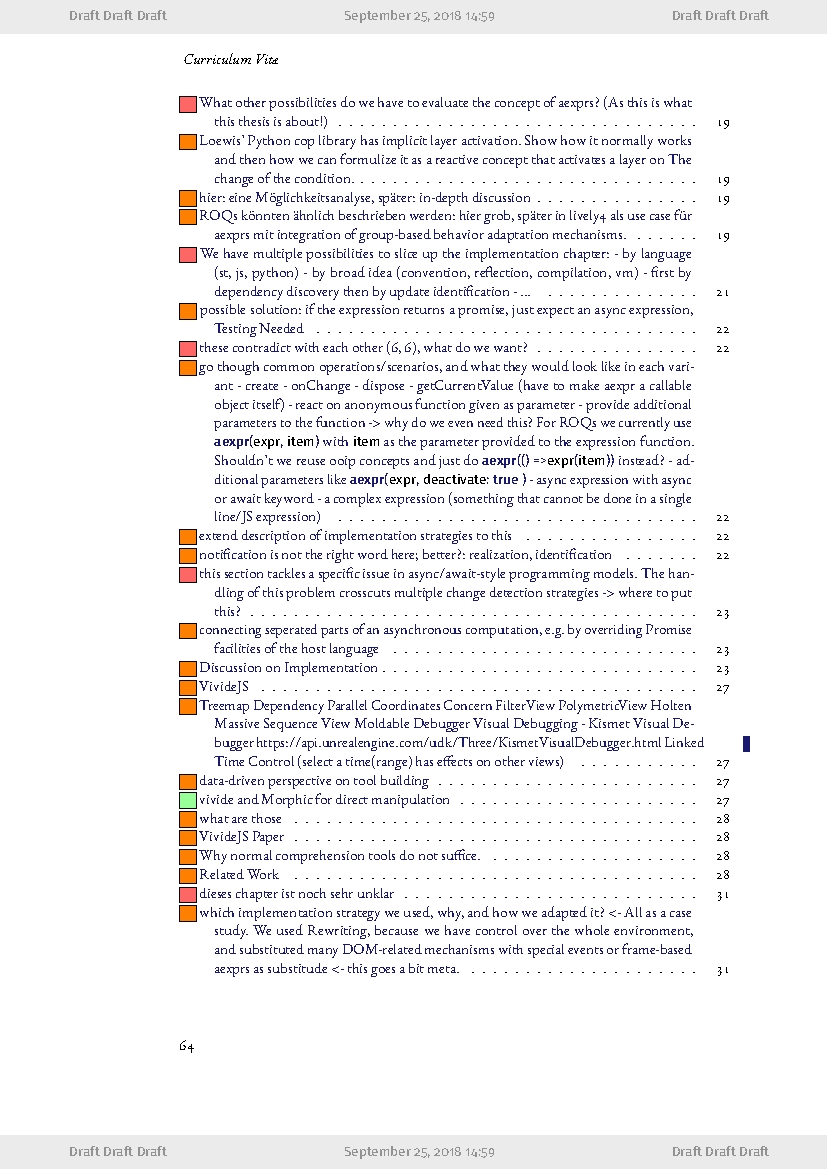 Draft Draft Draft September 25, 2018 14:59 Draft Draft Draft
Curriculum Vitæ
What other possibilities do we have to evaluate the concept of aexprs? (As this is what
this thesis is about!) . . . . . . . . . . . . . . . . . . . . . . . . . . . . . . . . . . 19
Loewis’ Python cop library has implicit layer activation. Show how it normally works
and then how we can formulize it as a reactive concept that activates a layer on The
change of the condition. . . . . . . . . . . . . . . . . . . . . . . . . . . . . . . . 19
hier: eine Möglichkeitsanalyse, später: in-depth discussion . . . . . . . . . . . . . . . 19
ROQs könnten ähnlich beschrieben werden: hier grob, später in lively4 als use case für
aexprs mit integration of group-based behavior adaptation mechanisms. . . . . . . 19
We have multiple possibilities to slice up the implementation chapter: - by language
(st, js, python) - by broad idea (convention, reflection, compilation, vm) - first by
dependency discovery then by update identification - ... . . . . . . . . . . . . . . 21
possible solution: if the expression returns a promise, just expect an async expression,
Testing Needed . . . . . . . . . . . . . . . . . . . . . . . . . . . . . . . . . . . . 22
these contradict with each other (6, 6), what do we want? . . . . . . . . . . . . . . . 22
go though common operations/scenarios, and what they would look like in each vari-
ant - create - onChange - dispose - getCurrentValue (have to make aexpr a callable
object itself) - react on anonymous function given as parameter - provide additional
parameters to the function -> why do we even need this? For ROQs we currently use
aexpr(expr, item) with item as the parameter provided to the expression function.
Shouldn’t we reuse ooip concepts and just do aexpr(() =>expr(item)) instead? - ad-
ditional parameters like aexpr(expr, deactivate: true ) - async expression with async
or await keyword - a complex expression (something that cannot be done in a single
line/JS expression) . . . . . . . . . . . . . . . . . . . . . . . . . . . . . . . . . . 22
extend description of implementation strategies to this . . . . . . . . . . . . . . . . 22
notification is not the right word here; better?: realization, identification . . . . . . . 22
this section tackles a specific issue in async/await-style programming models. The han-
dling of this problem crosscuts multiple change detection strategies -> where to put
this? . . . . . . . . . . . . . . . . . . . . . . . . . . . . . . . . . . . . . . . . . . 23
connecting seperated parts of an asynchronous computation, e.g. by overriding Promise
facilities of the host language . . . . . . . . . . . . . . . . . . . . . . . . . . . . . 23
Discussion on Implementation . . . . . . . . . . . . . . . . . . . . . . . . . . . . . . 23
VivideJS . . . . . . . . . . . . . . . . . . . . . . . . . . . . . . . . . . . . . . . . . 27
Treemap Dependency Parallel Coordinates Concern FilterView PolymetricView Holten
Massive Sequence View Moldable Debugger Visual Debugging - Kismet Visual De-
bugger https://api.unrealengine.com/udk/Three/KismetVisualDebugger.html Linked
Time Control (select a time(range) has effects on other views) . . . . . . . . . . . 27
data-driven perspective on tool building . . . . . . . . . . . . . . . . . . . . . . . . . 27
vivide and Morphic for direct manipulation . . . . . . . . . . . . . . . . . . . . . . . 27
what are those . . . . . . . . . . . . . . . . . . . . . . . . . . . . . . . . . . . . . . 28
VivideJS Paper . . . . . . . . . . . . . . . . . . . . . . . . . . . . . . . . . . . . . . 28
Why normal comprehension tools do not suffice. . . . . . . . . . . . . . . . . . . . . 28
Related Work . . . . . . . . . . . . . . . . . . . . . . . . . . . . . . . . . . . . . . 28
dieses chapter ist noch sehr unklar . . . . . . . . . . . . . . . . . . . . . . . . . . . . 31
which implementation strategy we used, why, and how we adapted it? <- All as a case
study. We used Rewriting, because we have control over the whole environment,
and substituted many DOM-related mechanisms with special events or frame-based
aexprs as substitude <- this goes a bit meta. . . . . . . . . . . . . . . . . . . . . . 31
64
Draft Draft Draft September 25, 2018 14:59 Draft Draft Draft